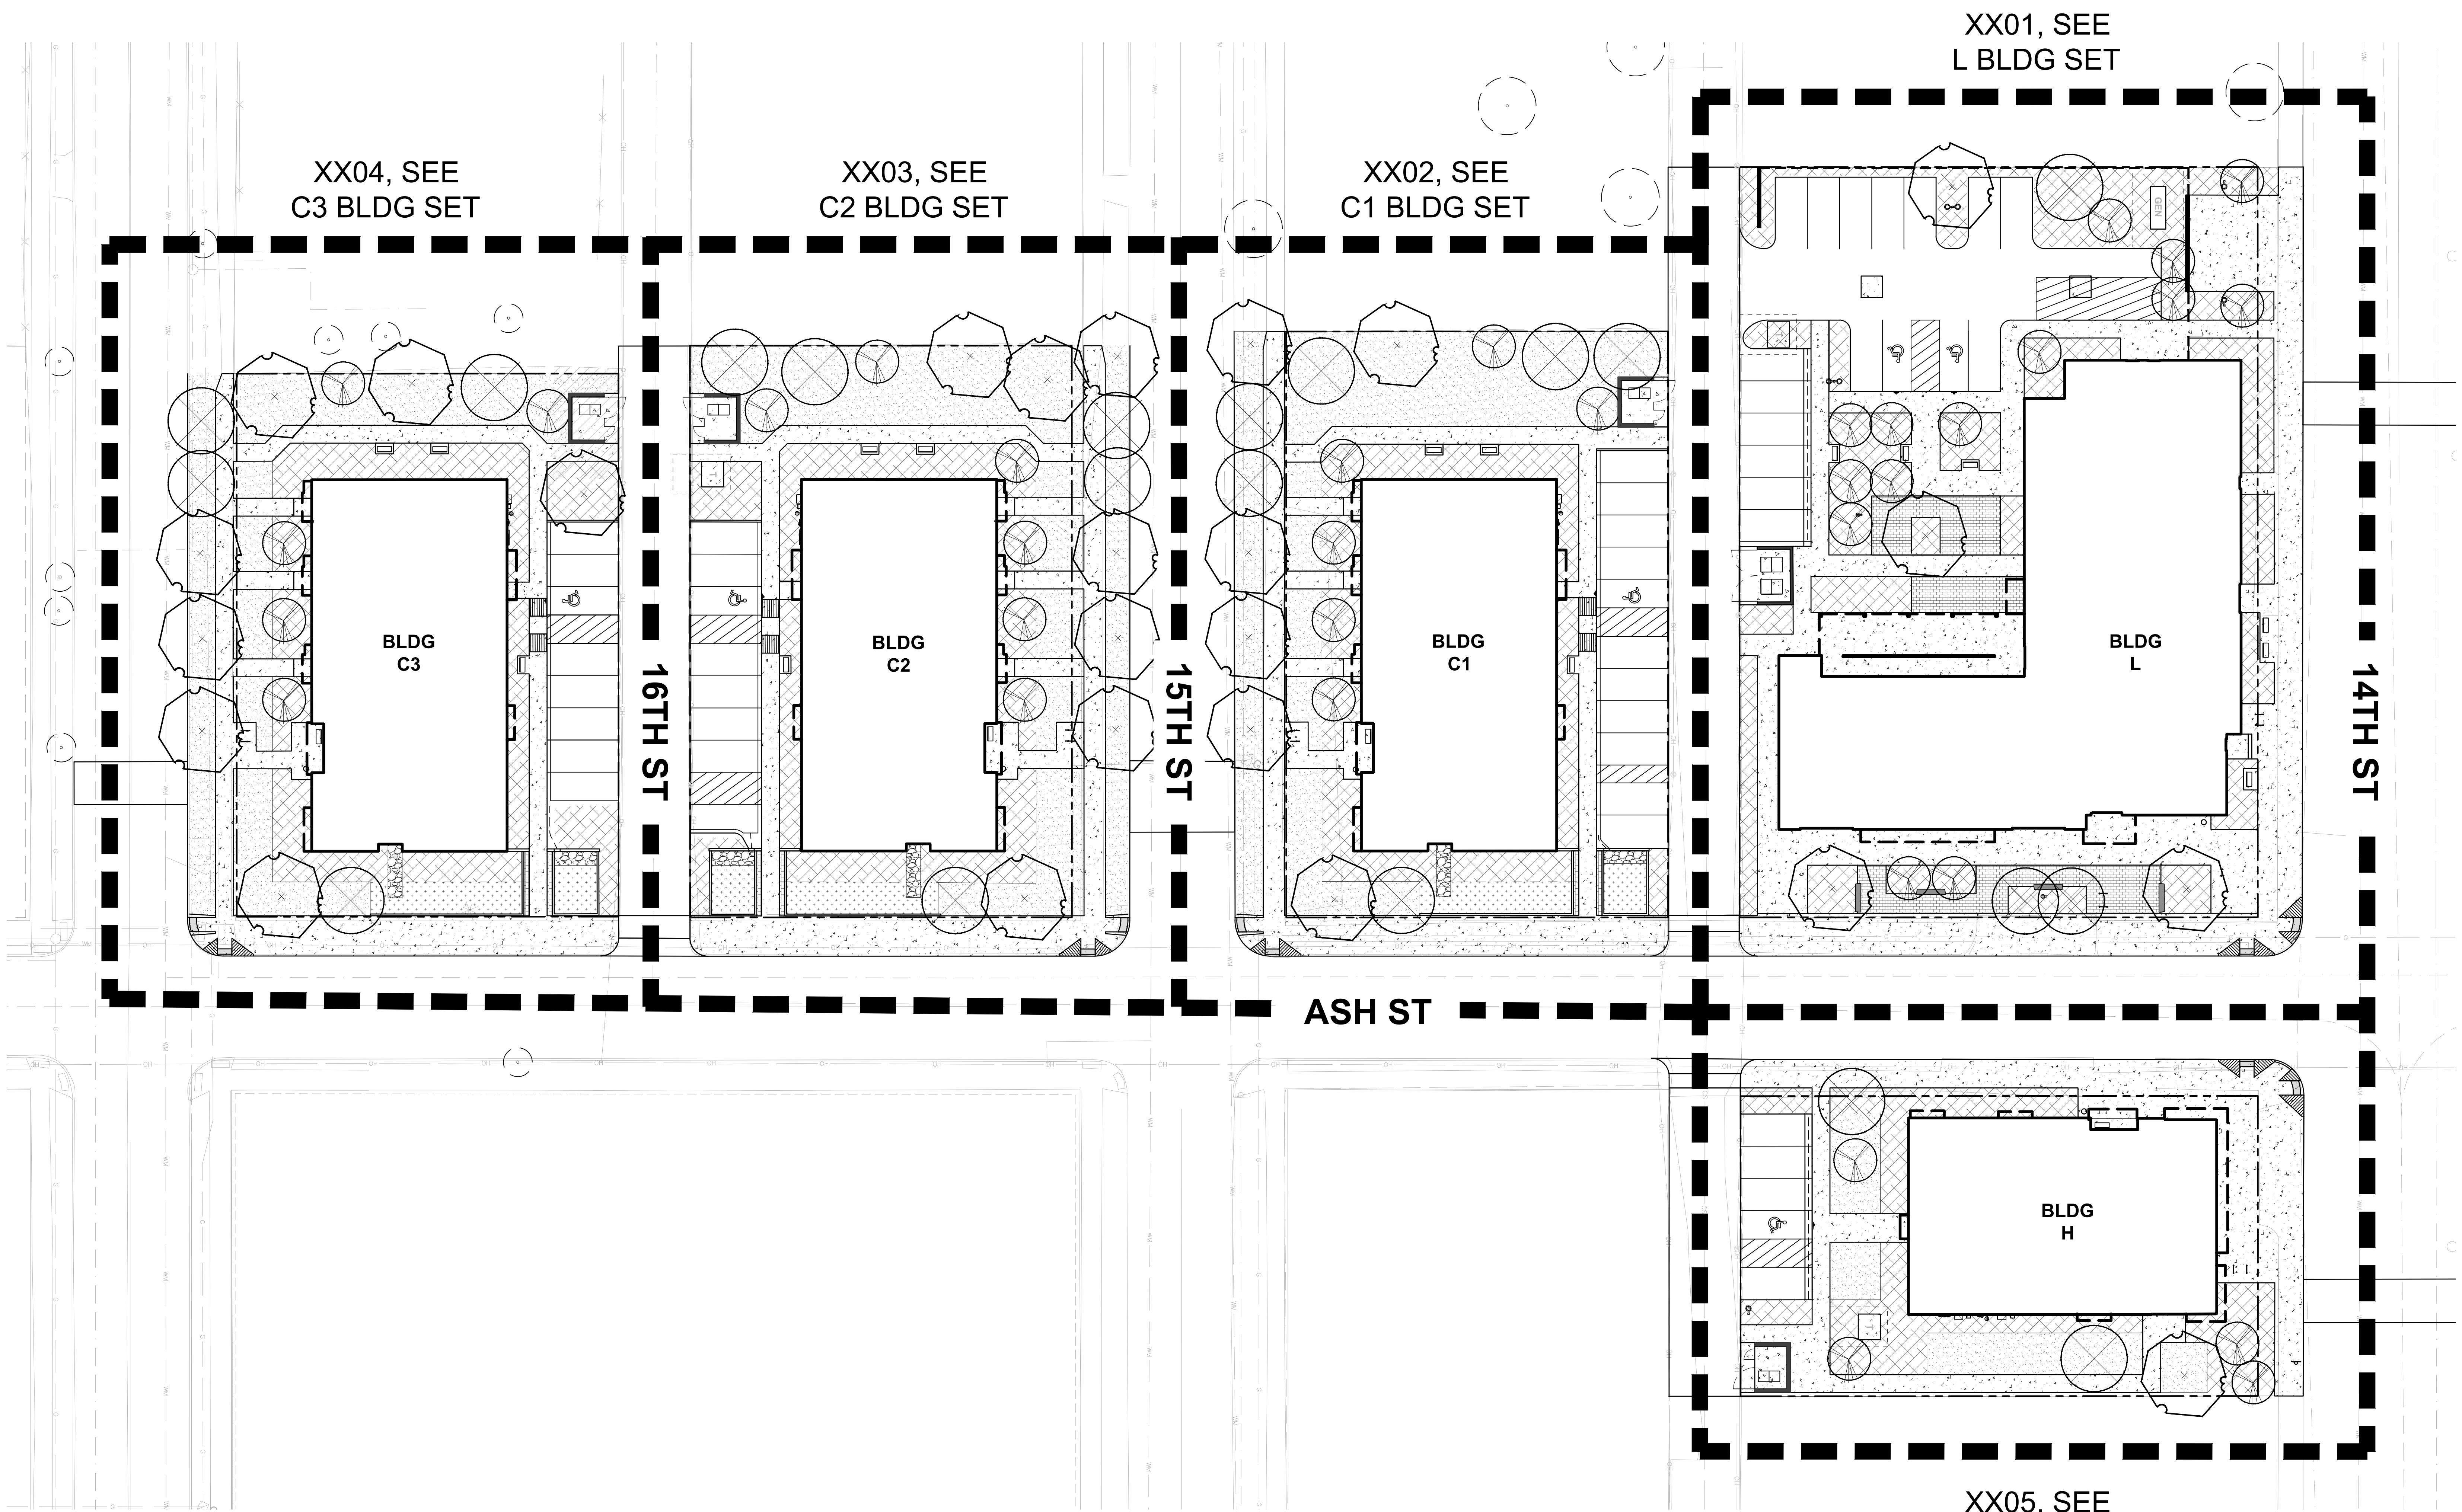 XX01, SEE
L BLDG SET
XX04, SEE
C3 BLDG SET
XX03, SEE
C2 BLDG SET
XX02, SEE
C1 BLDG SET
GEN
BLDG
C3
BLDG
C2
BLDG
C1
BLDG
L
16TH ST
15TH ST
14TH ST
ASH ST
BLDG
H
XX05, SEE